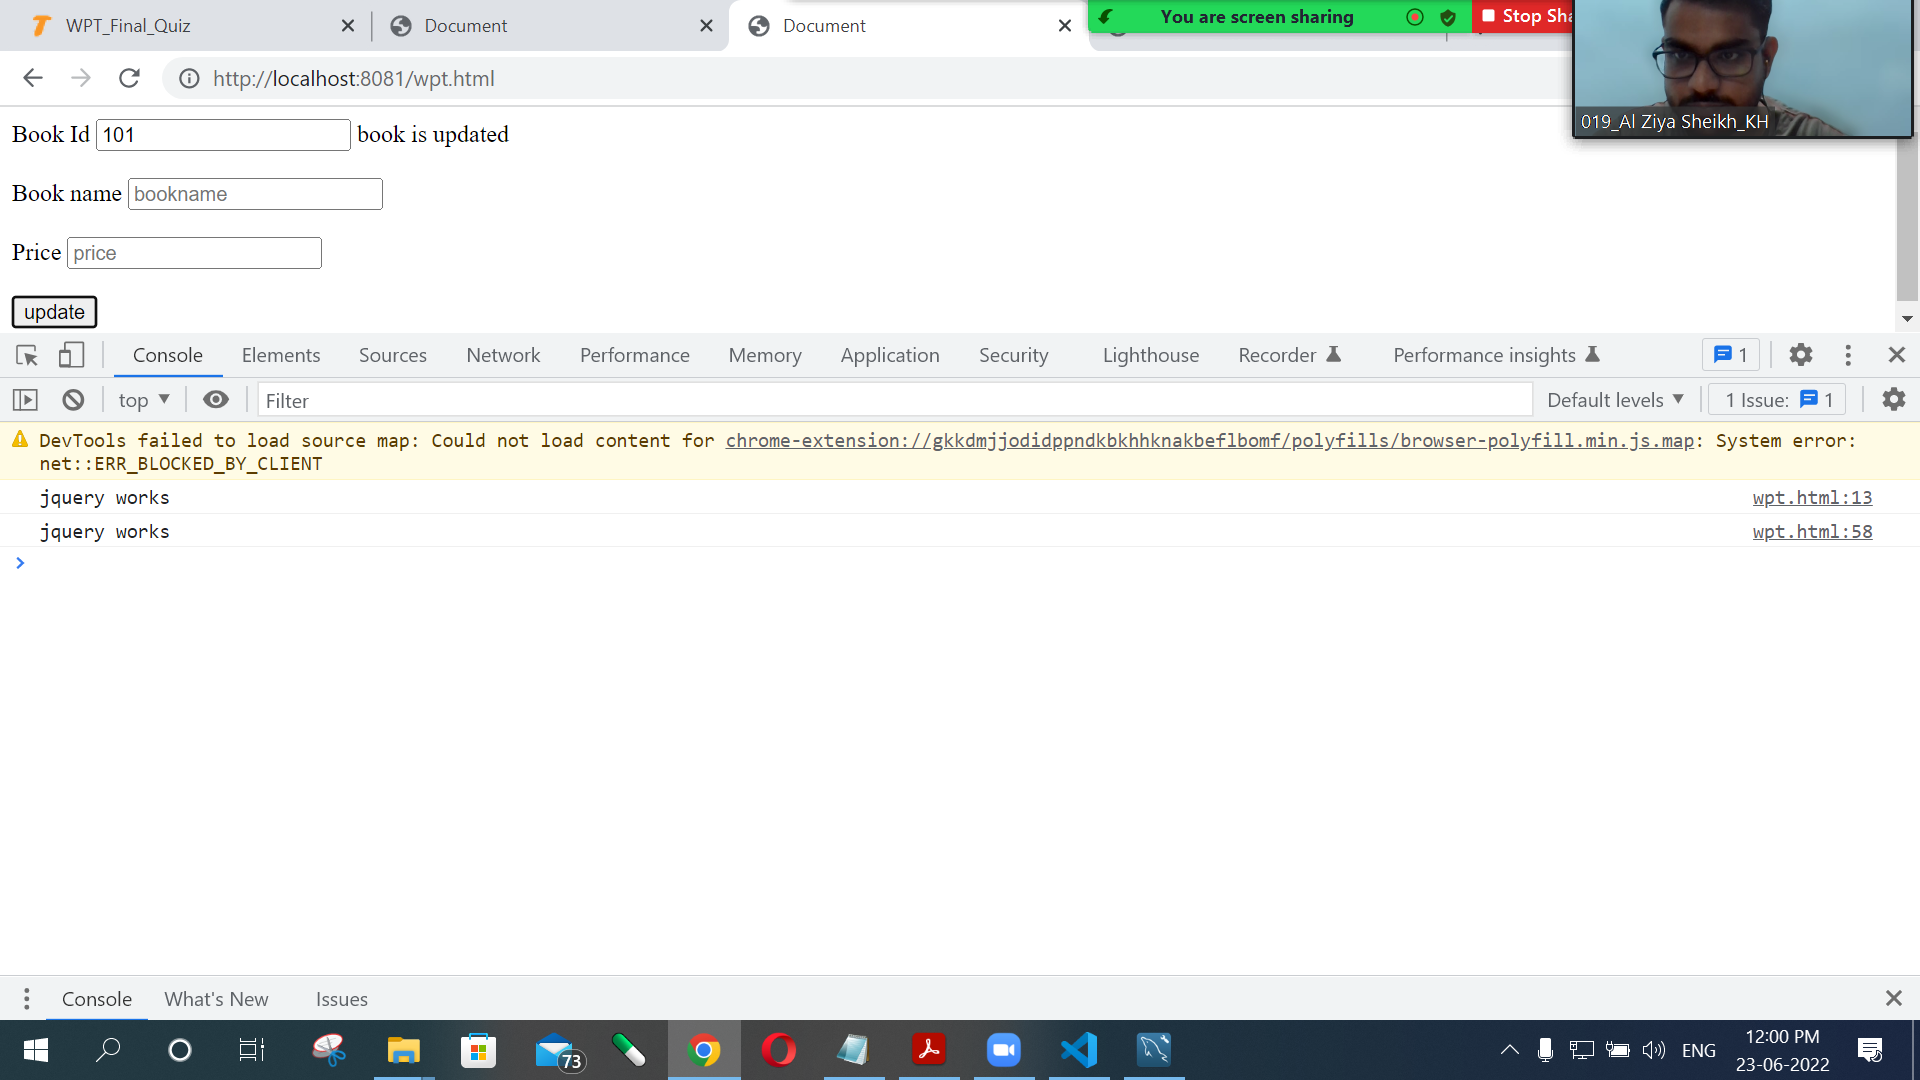 WPT_Final_Quiz
Document
Document
You are screen sharing
Stop Sha
http://localhost:8081/wpt.html
019_Al Ziya Sheikh_KH
Book Id 101 book is updated
Book name bookname
Price price
update
Console Elements Sources Network Performance Memory Application Security Lighthouse Recorder Performance insights 1
top Filter Default levels 1 Issue: 1
DevTools failed to load source map: Could not load content for chrome-extension://gkkdmjjodidppndkbkhhknakbeflbomf/polyfills/browser-polyfill.min.js.map: System error:
net::ERR_BLOCKED_BY_CLIENT
jquery works wpt.html:13
jquery works wpt.html:58
Console What's New Issues
73
ENG
12:00 PM
23-06-2022